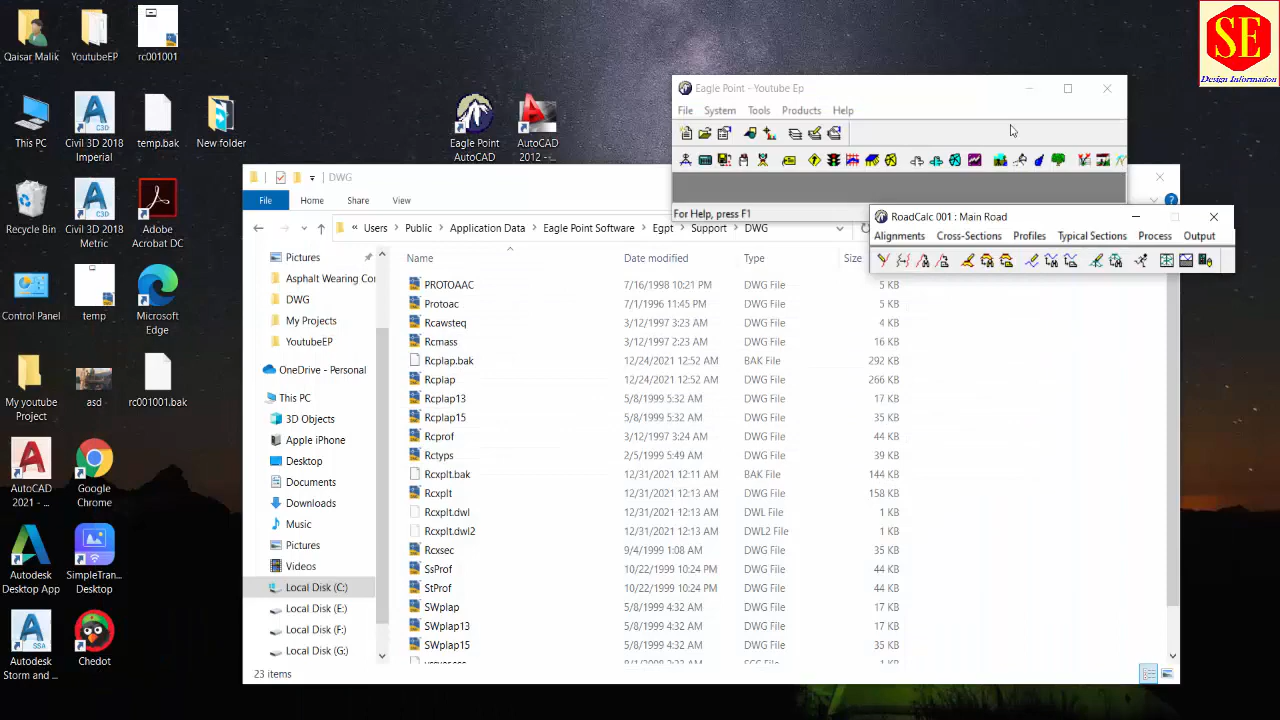 Qaisar Malik
YoutubeEP
rc001001
This PC
Civil 3D 2018
Imperial
temp.bak
New folder
Recycle Bin
Civil 3D 2018
Metric
Adobe
Acrobat DC
Control Panel
temp
Microsoft
Edge
My youtube
Project
asd
rc001001.bak
AutoCAD
2021 - ...
Google
Chrome
Autodesk
Desktop App
SimpleTran...
Desktop
Autodesk
Storm and ...
Chedot
Eagle Point
AutoCAD
AutoCAD
2012 - ...
SE
Design Information
Eagle Point - Youtube Ep
File System Tools Products Help
For Help, press F1
RoadCalc 001 : Main Road
Alignments Cross-Sections Profiles Typical Sections Process Output
DWG
File Home Share View
« Users Public Application Data Eagle Point Software Egpt Support DWG
Pictures
Asphalt Wearing Cor
DWG
My Projects
YoutubeEP
OneDrive - Personal
This PC
3D Objects
Apple iPhone
Desktop
Documents
Downloads
Music
Pictures
Videos
Local Disk (C:)
Local Disk (E:)
Local Disk (F:)
Local Disk (G:)
Name Date modified Type Size
PROTOAAC 7/16/1998 10:21 PM DWG File 5 KB
Protoac 7/1/1996 11:45 PM DWG File 5 KB
Rcawsteq 3/12/1997 3:23 AM DWG File 4 KB
Rcmass 3/12/1997 2:23 AM DWG File 16 KB
Rcplap.bak 12/24/2021 12:52 AM BAK File 292 KB
Rcplap 12/24/2021 12:52 AM DWG File 266 KB
Rcplap13 5/8/1999 5:32 AM DWG File 17 KB
Rcplap15 5/8/1999 5:32 AM DWG File 35 KB
Rcprof 3/12/1997 3:24 AM DWG File 44 KB
Rctyps 2/5/1999 5:49 AM DWG File 39 KB
Rcxplt.bak 12/31/2021 12:11 AM BAK File 144 KB
Rcxplt 12/31/2021 12:13 AM DWG File 158 KB
Rcxplt.dwl 12/31/2021 12:13 AM DWL File 1 KB
Rcxplt.dwl2 12/31/2021 12:13 AM DWL2 File 1 KB
Rcxsec 9/4/1999 1:08 AM DWG File 35 KB
SsProf 10/22/1999 10:24 PM DWG File 44 KB
StProf 10/22/1999 10:24 PM DWG File 44 KB
SWplap 5/8/1999 4:32 AM DWG File 17 KB
SWplap13 5/8/1999 4:32 AM DWG File 17 KB
SWplap15 5/8/1999 4:32 AM DWG File 35 KB
23 items